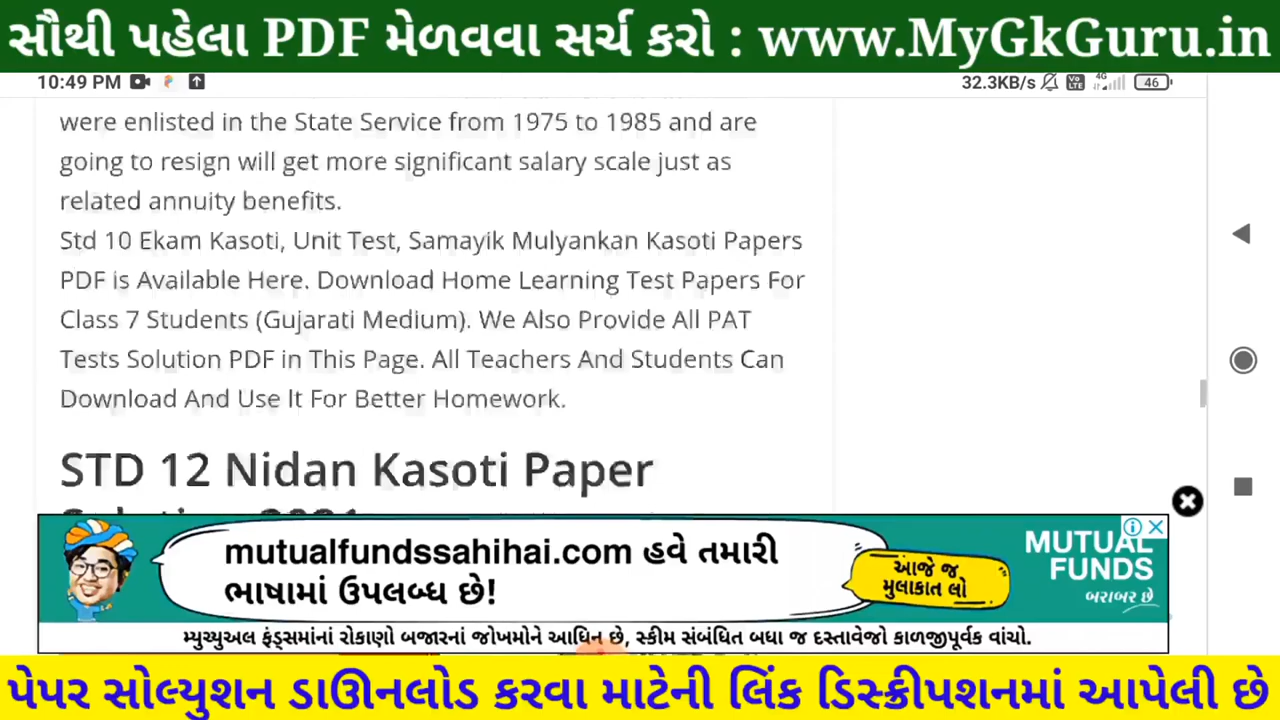 સૌથી પહેલા PDF મેળવવા સર્ચ કરો : www.MyGkGuru.in
10:49 PM
32.3KB/s Vo LTE 4G 46
were enlisted in the State Service from 1975 to 1985 and are
going to resign will get more significant salary scale just as
related annuity benefits.
Std 10 Ekam Kasoti, Unit Test, Samayik Mulyankan Kasoti Papers
PDF is Available Here. Download Home Learning Test Papers For
Class 7 Students (Gujarati Medium). We Also Provide All PAT
Tests Solution PDF in This Page. All Teachers And Students Can
Download And Use It For Better Homework.
STD 12 Nidan Kasoti Paper
mutualfundssahihai.com હવે તમારી
ભાષામાં ઉપલબ્ધ છે!
આજે જ
મુલાકાત લો
MUTUAL
FUNDS
બરાબર છે
મ્યુચ્યુઅલ ફંડ્સમાંનાં રોકાણો બજારનાં જોખમોને આધિન છે, સ્કીમ સંબંધિત બધા જ દસ્તાવેજો કાળજીપૂર્વક વાંચો.
પેપર સોલ્યુશન ડાઊનલોડ કરવા માટેની લિંક ડિસ્ક્રીપશનમાં આપેલી છે